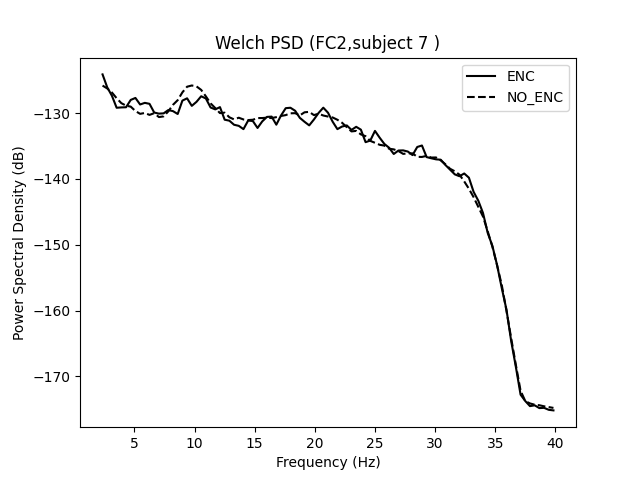 Welch PSD (FC2,subject 7 )
ENC
NO_ENC
Power Spectral Density (dB)
−130
−140
−150
−160
−170
5 10 15 20 25 30 35 40
Frequency (Hz)